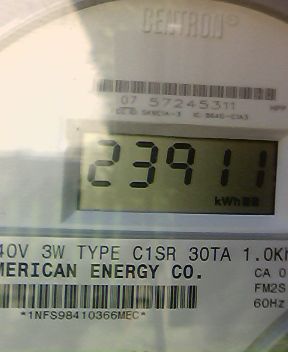 CENTRON®
07 57245311
23911
kWh
40V 3W TYPE C1SR 30TA 1.0K
MERICAN ENERGY CO.
CA 0
FM2S
60Hz
*1NFS98410366MEC*